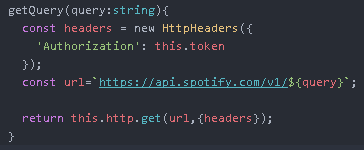 getQuery(query:string){
  const headers = new HttpHeaders({
    'Authorization': this.token
  });
  const url=`https://api.spotify.com/v1/${query}`;

  return this.http.get(url,{headers});
}